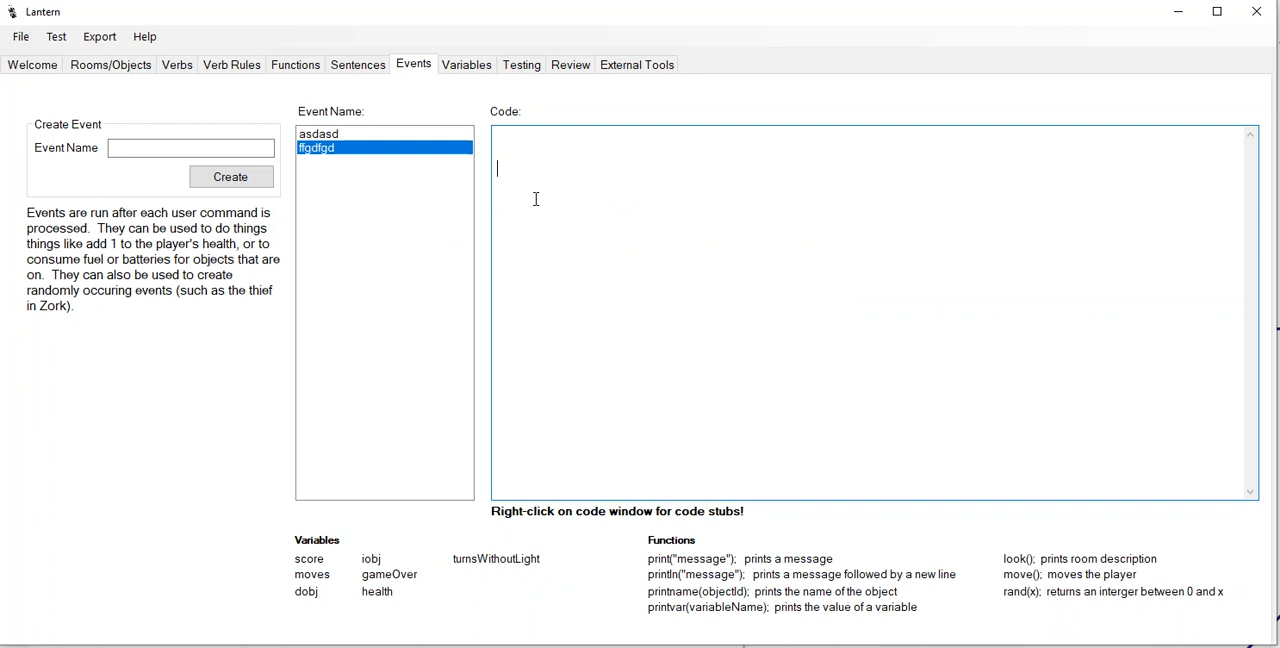 Lantern
File Test Export Help
Welcome Rooms/Objects Verbs Verb Rules Functions Sentences Events Variables Testing Review External Tools
Create Event
Event Name
Create
Events are run after each user command is
processed. They can be used to do things
things like add 1 to the player's health, or to
consume fuel or batteries for objects that are
on. They can also be used to create
randomly occuring events (such as the thief
in Zork).
Event Name:
asdasd
ffgdfgd
Code:
Right-click on code window for code stubs!
Variables
score iobj turnsWithoutLight
moves gameOver
dobj health
Functions
print("message"); prints a message
println("message"); prints a message followed by a new line
printname(objectId); prints the name of the object
printvar(variableName); prints the value of a variable
look(); prints room description
move(); moves the player
rand(x); returns an interger between 0 and x